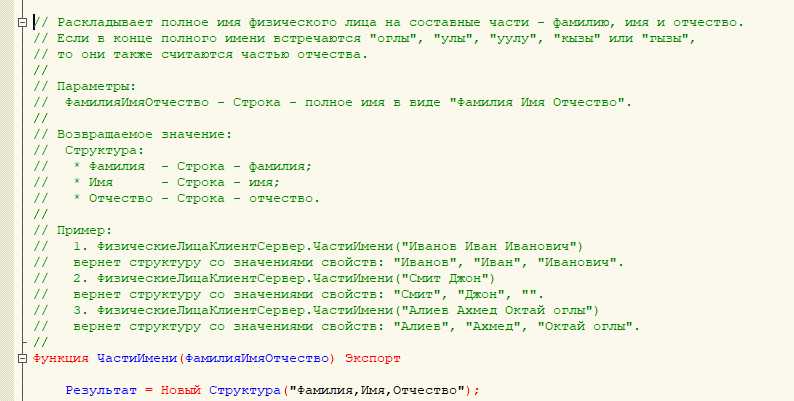 // Раскладывает полное имя физического лица на составные части - фамилию, имя и отчество.
// Если в конце полного имени встречаются "оглы", "улы", "уулу", "кызы" или "гызы",
// то они также считаются частью отчества.
//
// Параметры:
//  ФамилияИмяОтчество - Строка - полное имя в виде "Фамилия Имя Отчество".
//
// Возвращаемое значение:
//  Структура:
//   * Фамилия  - Строка - фамилия;
//   * Имя      - Строка - имя;
//   * Отчество - Строка - отчество.
//
// Пример:
//   1. ФизическиеЛицаКлиентСервер.ЧастиИмени("Иванов Иван Иванович")
//   вернет структуру со значениями свойств: "Иванов", "Иван", "Иванович".
//   2. ФизическиеЛицаКлиентСервер.ЧастиИмени("Смит Джон")
//   вернет структуру со значениями свойств: "Смит", "Джон", "".
//   3. ФизическиеЛицаКлиентСервер.ЧастиИмени("Алиев Ахмед Октай оглы")
//   вернет структуру со значениями свойств: "Алиев", "Ахмед", "Октай оглы".
//
Функция ЧастиИмени(ФамилияИмяОтчество) Экспорт
    Результат = Новый Структура("Фамилия,Имя,Отчество");